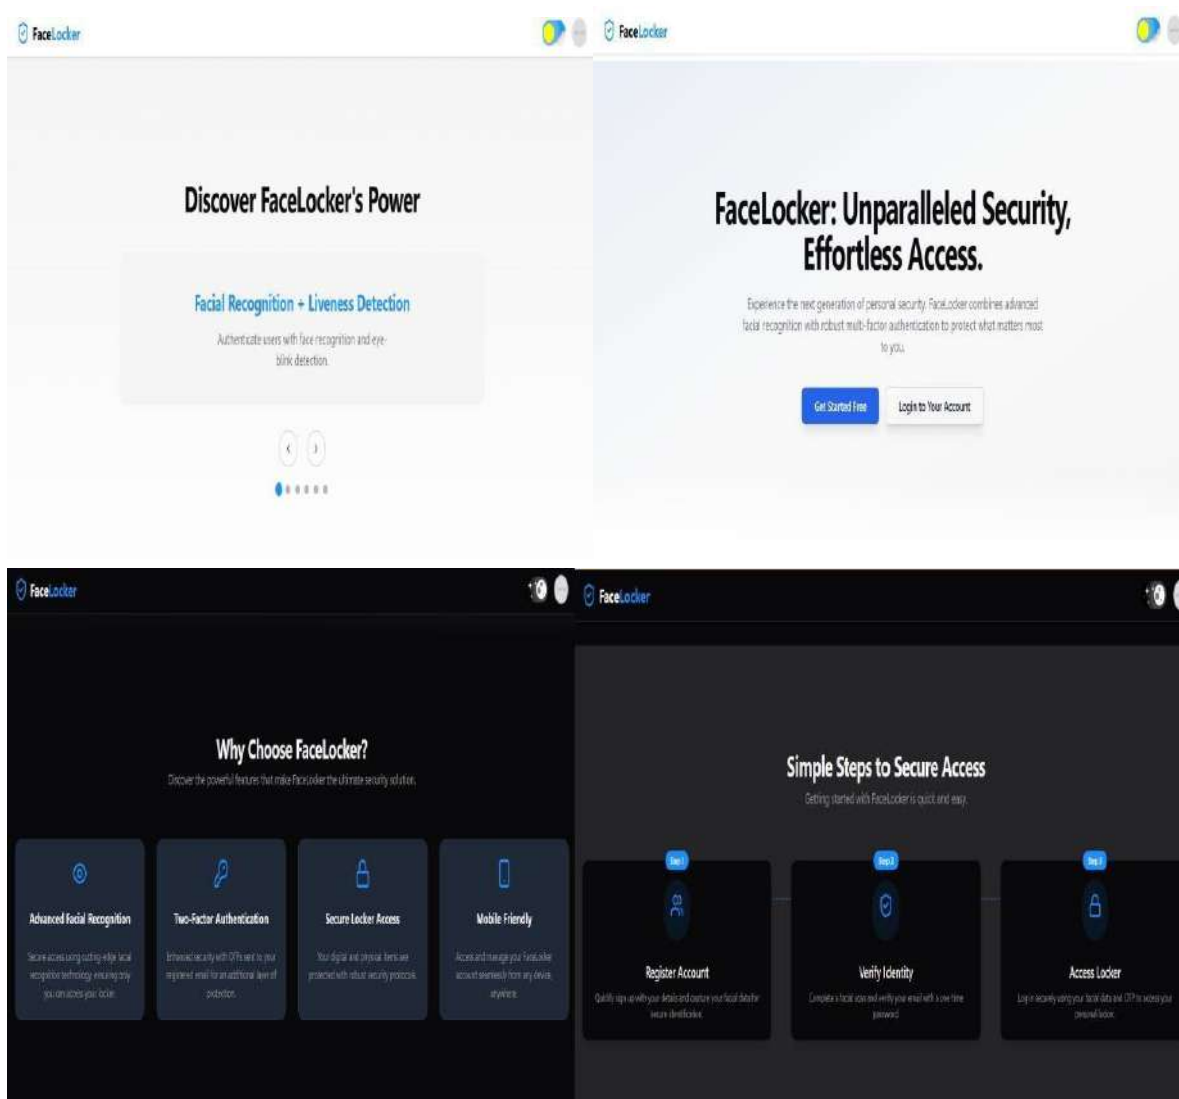 FaceLocker
Discover FaceLocker's Power
Facial Recognition + Liveness Detection
Authenticate users with face recognition and eye-
blink detection.
FaceLocker
FaceLocker: Unparalleled Security,
Effortless Access.
Experience the next generation of personal security. FaceLocker combines advanced
facial recognition with robust multi-factor authentication to protect what matters most
to you.
Get Started Free
Login to Your Account
FaceLocker
Why Choose FaceLocker?
Discover the powerful features that make FaceLocker the ultimate security solution.
Advanced Facial Recognition
Secure access using cutting-edge facial
recognition technology, ensuring only
you can access your locker.
Two-Factor Authentication
Enhanced security with OTPs sent to your
registered email for an additional layer of
protection.
Secure Locker Access
Your digital and physical items are
protected with robust security protocols.
Mobile Friendly
Access and manage your FaceLocker
account seamlessly from any device,
anywhere.
FaceLocker
Simple Steps to Secure Access
Getting started with FaceLocker is quick and easy.
Step 1
Register Account
Quickly sign up with your details and capture your facial data for
secure identification.
Step 2
Verify Identity
Complete a facial scan and verify your email with a one time
password.
Step 3
Access Locker
Log in securely using your facial data and OTP to access your
personal locker.